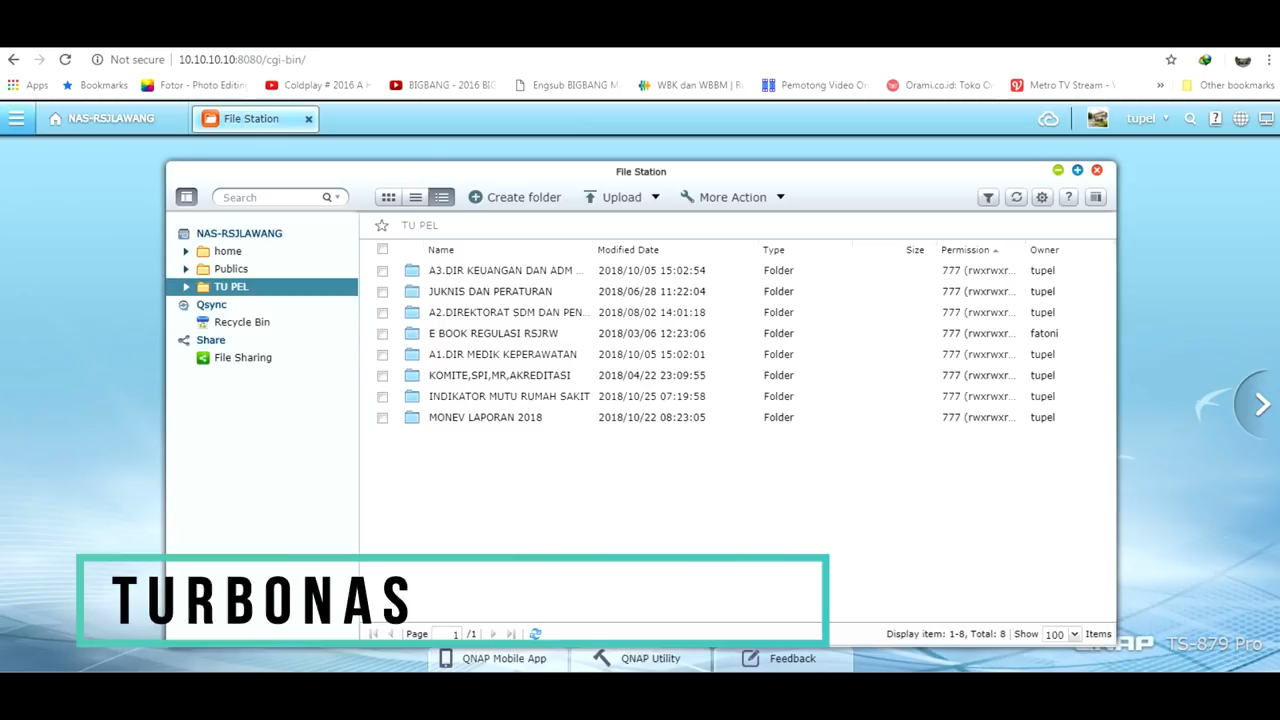 Not secure 10.10.10.10:8080/cgi-bin/
Apps Bookmarks Fotor - Photo Editing Coldplay # 2016 A H BIGBANG - 2016 BIG Engsub BIGBANG M WBK dan WBBM | R Pemotong Video On Orami.co.id: Toko O Metro TV Stream - » Other bookmarks
NAS-RSJLAWANG File Station × tupel
File Station
Search Create folder Upload More Action ?
NAS-RSJLAWANG
home
Publics
TU PEL
Qsync
Recycle Bin
Share
File Sharing
TU PEL
Name Modified Date Type Size Permission Owner
A3.DIR KEUANGAN DAN ADM ... 2018/10/05 15:02:54 Folder 777 (rwxrwxr... tupel
JUKNIS DAN PERATURAN 2018/06/28 11:22:04 Folder 777 (rwxrwxr... tupel
A2.DIREKTORAT SDM DAN PEN... 2018/08/02 14:01:18 Folder 777 (rwxrwxr... tupel
E BOOK REGULASI RSJRW 2018/03/06 12:23:06 Folder 777 (rwxrwxr... fatoni
A1.DIR MEDIK KEPERAWATAN 2018/10/05 15:02:01 Folder 777 (rwxrwxr... tupel
KOMITE,SPI,MR,AKREDITASI 2018/04/22 23:09:55 Folder 777 (rwxrwxr... tupel
INDIKATOR MUTU RUMAH SAKIT 2018/10/25 07:19:58 Folder 777 (rwxrwxr... tupel
MONEV LAPORAN 2018 2018/10/22 08:23:05 Folder 777 (rwxrwxr... tupel
TURBONAS
Page 1 /1 Display item: 1-8, Total: 8 Show 100 Items
QNAP TS-879 Pro
QNAP Mobile App QNAP Utility Feedback